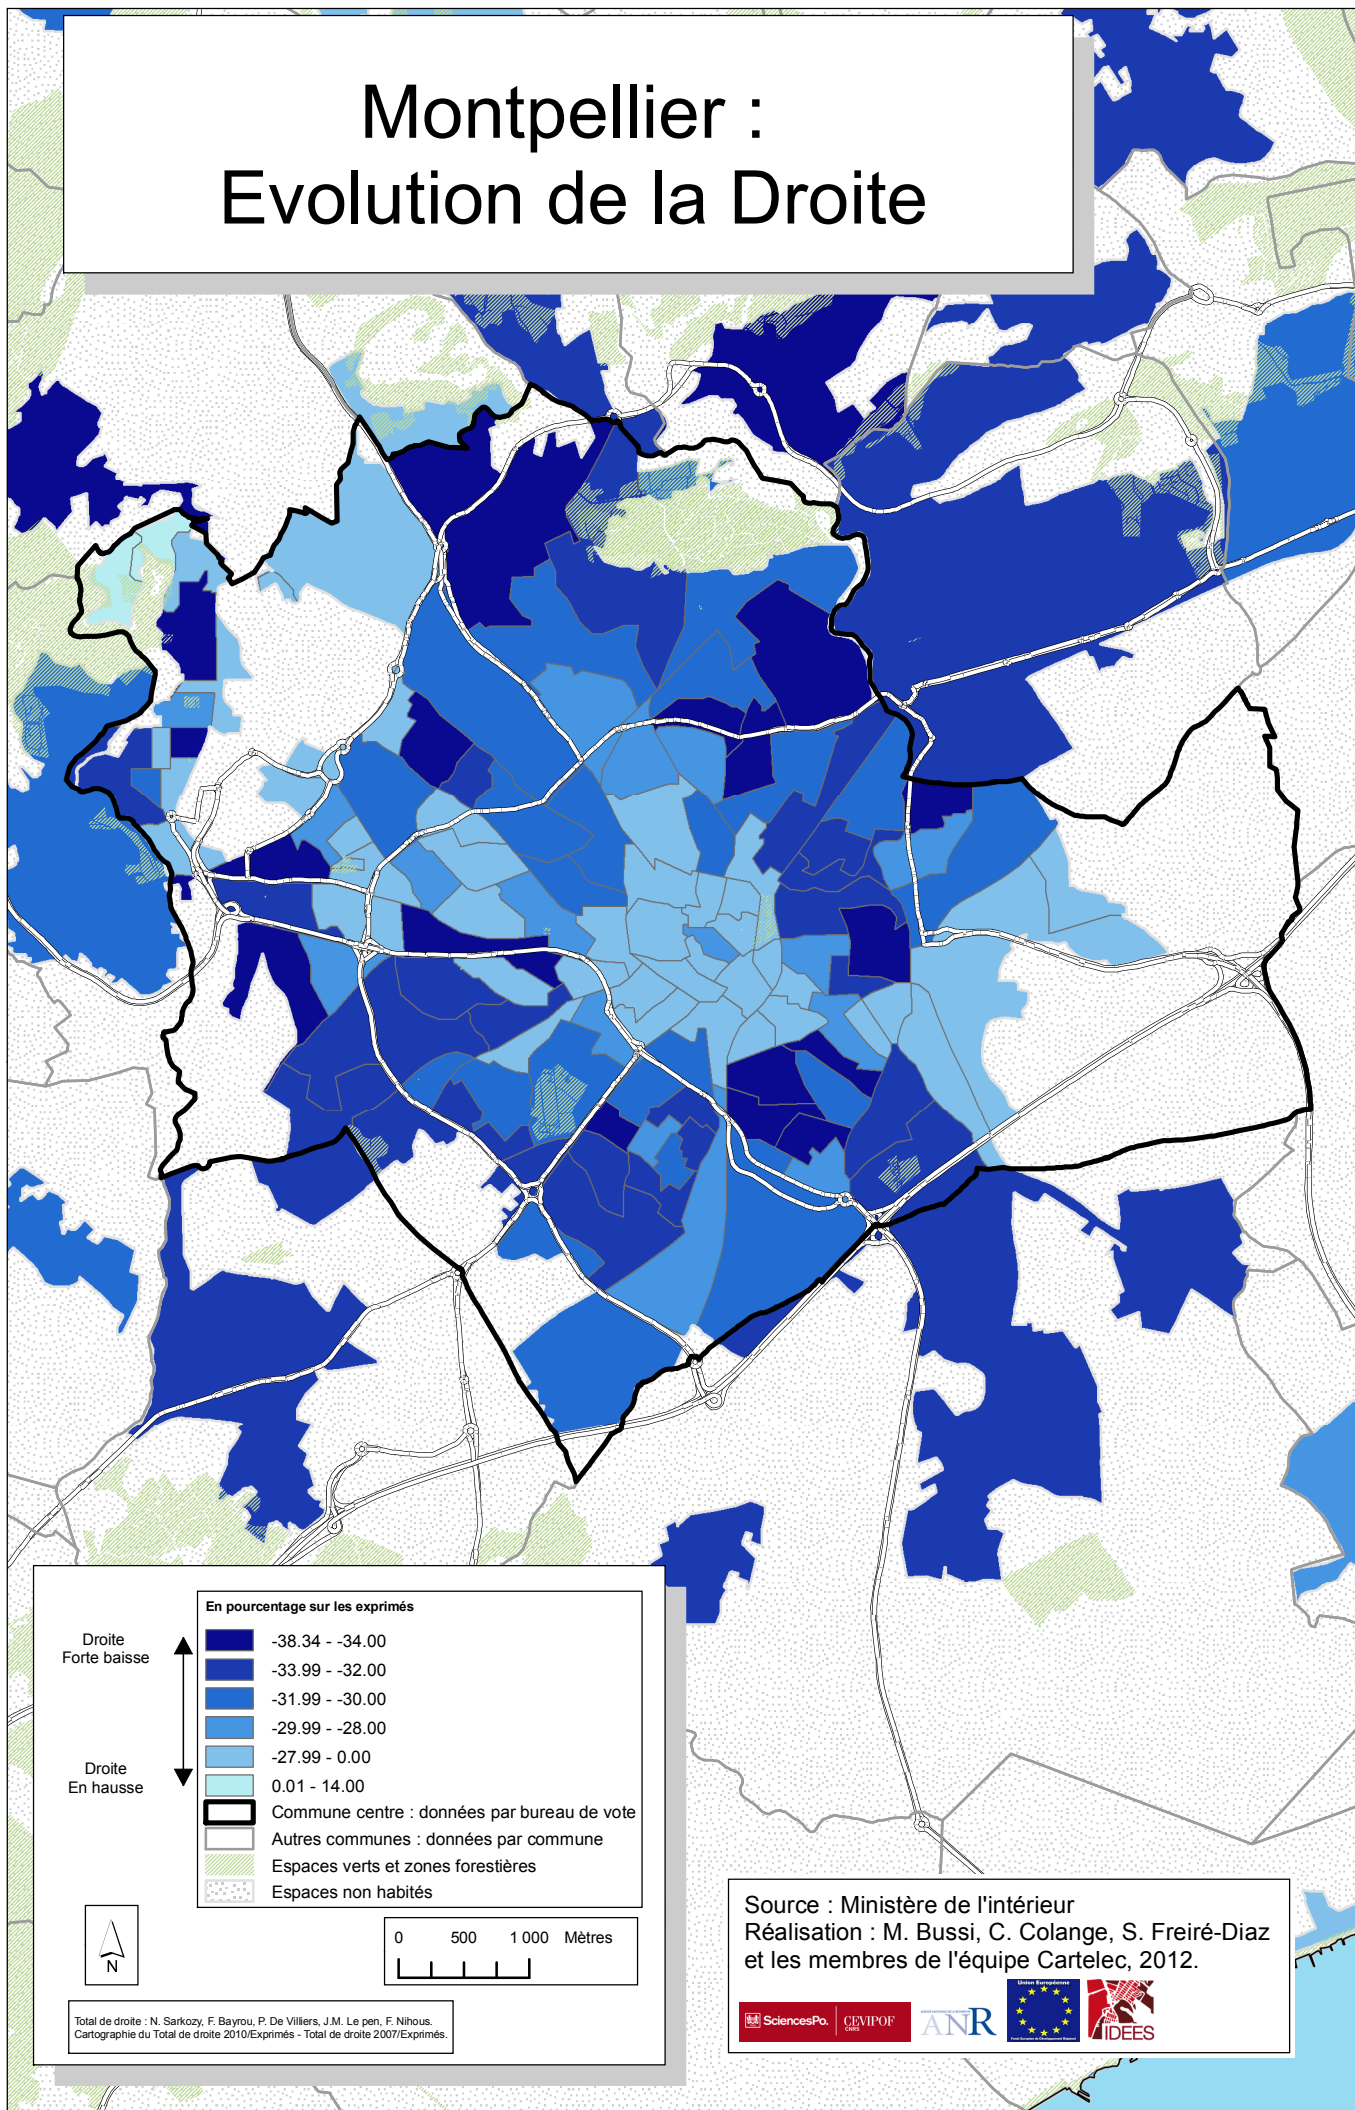 Montpellier :
Evolution de la Droite
En pourcentage sur les exprimés
Droite
Forte baisse
Droite
En hausse
-38.34 - -34.00
-33.99 - -32.00
-31.99 - -30.00
-29.99 - -28.00
-27.99 - 0.00
0.01 - 14.00
Commune centre : données par bureau de vote
Autres communes : données par commune
Espaces verts et zones forestières
Espaces non habités
N
0 500 1 000 Mètres
Total de droite : N. Sarkozy, F. Bayrou, P. De Villiers, J.M. Le pen, F. Nihous.
Cartographie du Total de droite 2010/Exprimés - Total de droite 2007/Exprimés.
Source : Ministère de l'intérieur
Réalisation : M. Bussi, C. Colange, S. Freiré-Diaz
et les membres de l'équipe Cartelec, 2012.
SciencesPo.
CEVIPOF
CNRS
ANR
Union Européenne
IDEES